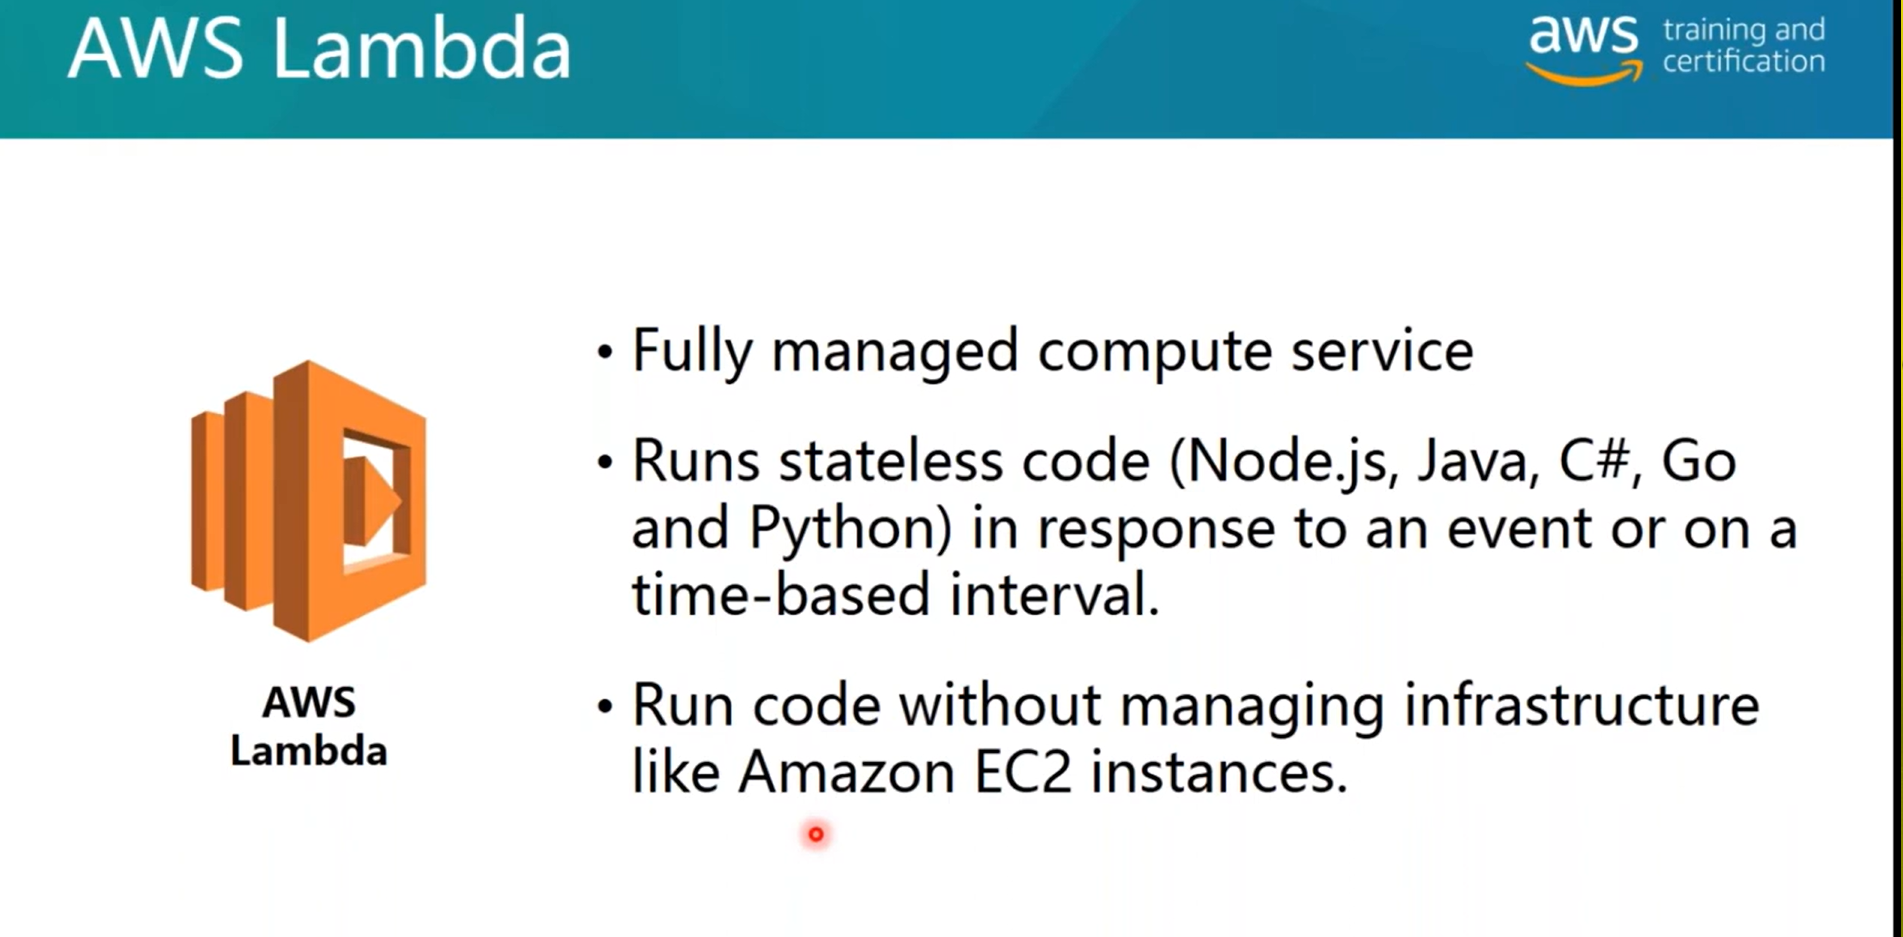 AWS Lambda
aws training and
certification
• Fully managed compute service
• Runs stateless code (Node.js, Java, C#, Go
and Python) in response to an event or on a
time-based interval.
• Run code without managing infrastructure
like Amazon EC2 instances.
AWS
Lambda